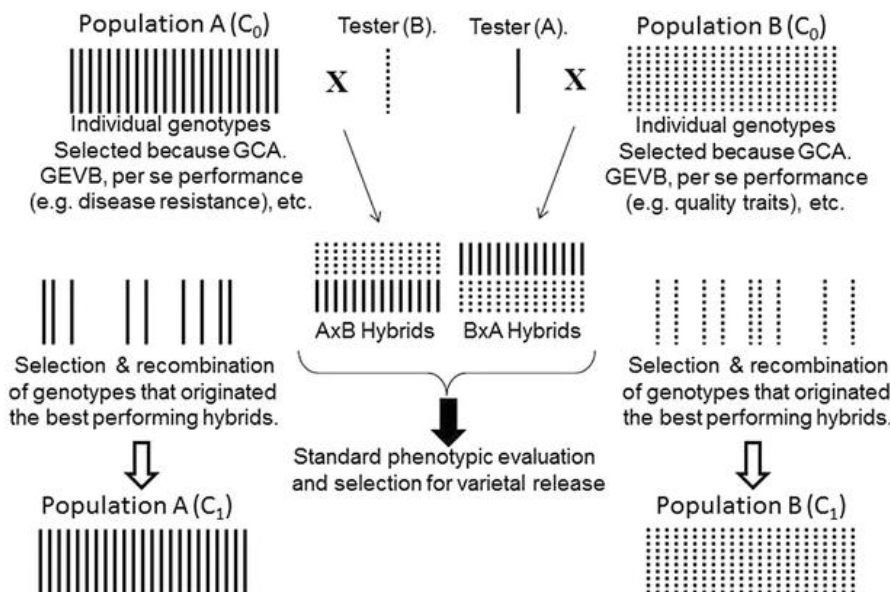 Population A (C0)
Tester (B).
Tester (A).
Population B (C0)
X
X
Individual genotypes
Selected because GCA.
GEVB, per se performance
(e.g. disease resistance), etc.
Individual genotypes
Selected because GCA.
GEVB, per se performance
(e.g. quality traits), etc.
AxB Hybrids
BxA Hybrids
Selection & recombination
of genotypes that originated
the best performing hybrids.
Selection & recombination
of genotypes that originated
the best performing hybrids.
Standard phenotypic evaluation
and selection for varietal release
Population A (C1)
Population B (C1)